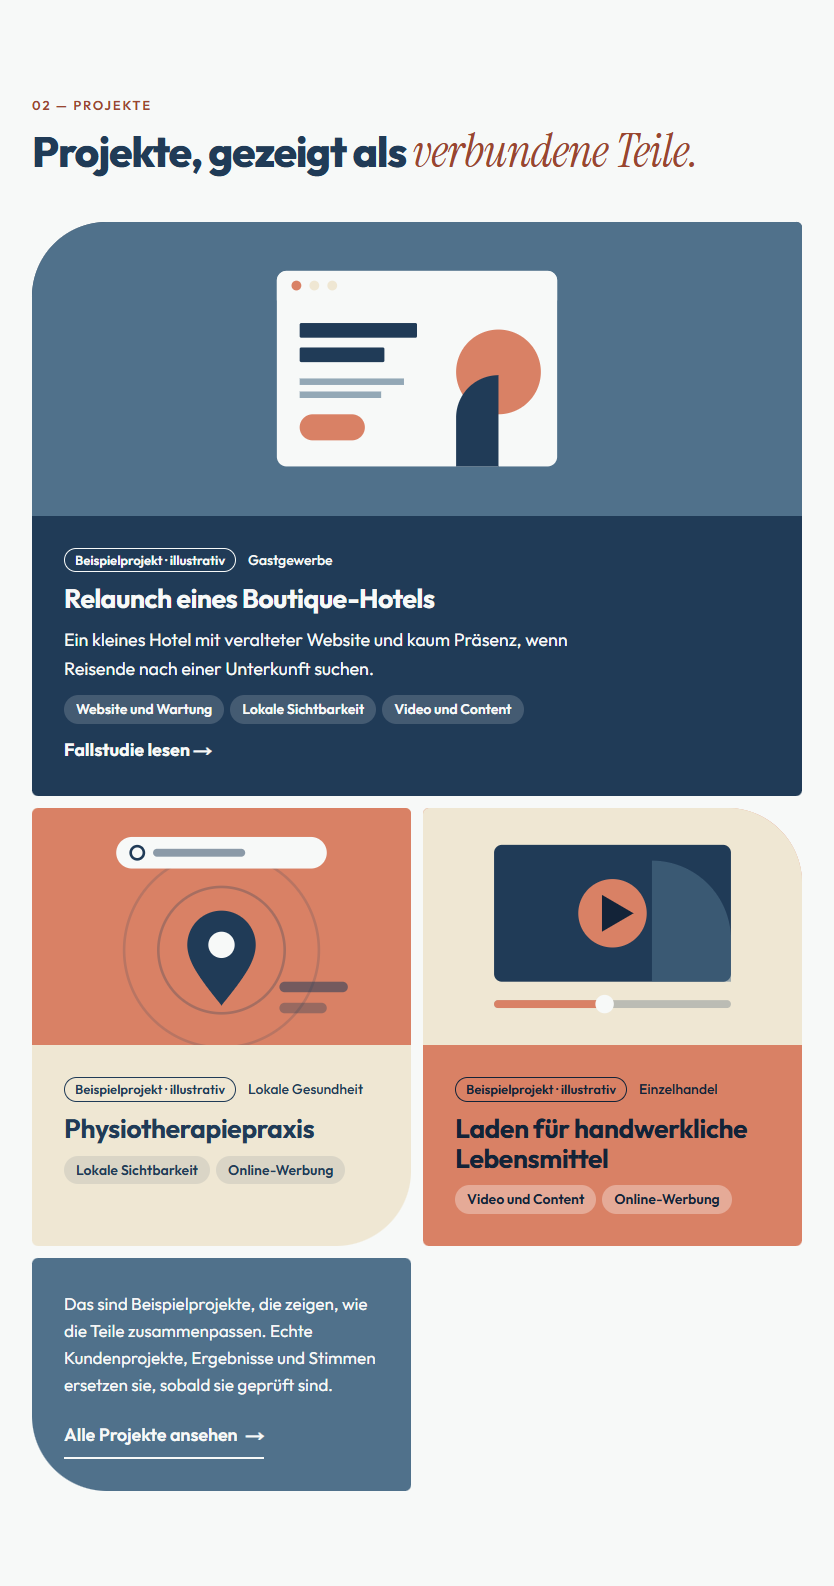 02 — PROJEKTE
Projekte, gezeigt als verbundene Teile.
Beispielprojekt · illustrativ Gastgewerbe
Relaunch eines Boutique-Hotels
Ein kleines Hotel mit veralteter Website und kaum Präsenz, wenn
Reisende nach einer Unterkunft suchen.
Website und Wartung Lokale Sichtbarkeit Video und Content
Fallstudie lesen →
Beispielprojekt · illustrativ Lokale Gesundheit
Physiotherapiepraxis
Lokale Sichtbarkeit Online-Werbung
Beispielprojekt · illustrativ Einzelhandel
Laden für handwerkliche
Lebensmittel
Video und Content Online-Werbung
Das sind Beispielprojekte, die zeigen, wie
die Teile zusammenpassen. Echte
Kundenprojekte, Ergebnisse und Stimmen
ersetzen sie, sobald sie geprüft sind.
Alle Projekte ansehen →